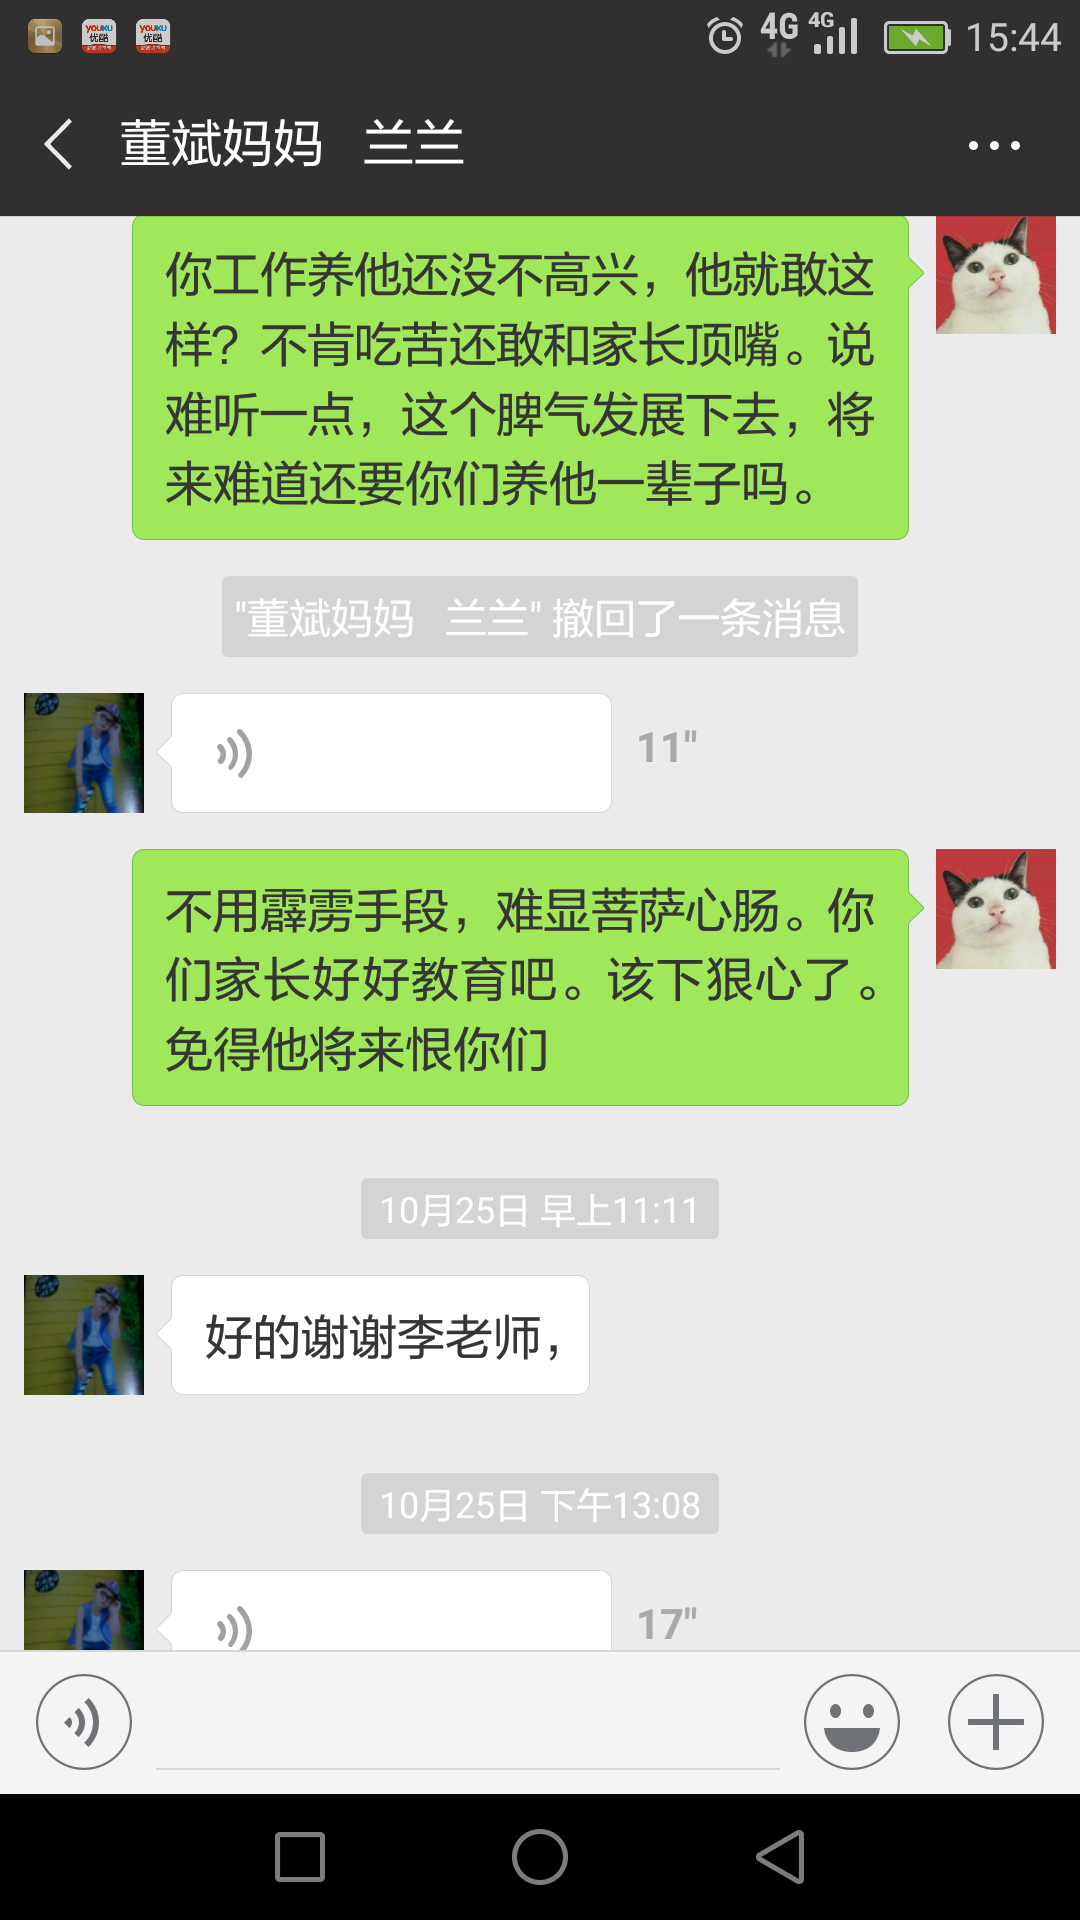 YOUKU
优酷
YOUKU
优酷
4G
4G
15:44
董斌妈妈 兰兰
你工作养他还没不高兴，他就敢这
样？不肯吃苦还敢和家长顶嘴。说
难听一点，这个脾气发展下去，将
来难道还要你们养他一辈子吗。
"董斌妈妈 兰兰" 撤回了一条消息
11"
不用霹雳手段，难显菩萨心肠。你
们家长好好教育吧。该下狠心了。
免得他将来恨你们
10月25日 早上11:11
好的谢谢李老师，
10月25日 下午13:08
17"